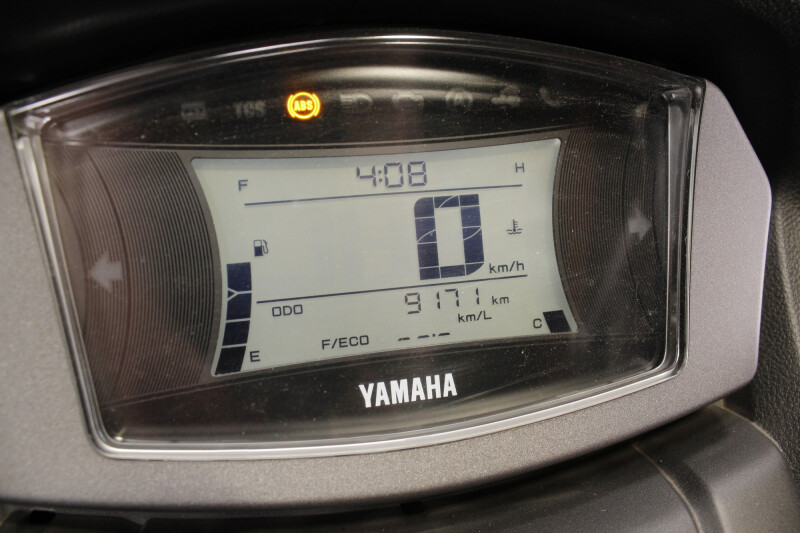 TCS ABS
F 4:08 H
0
km/h
ODO 9171 km
km/L
F/ECO --.-
E C
YAMAHA